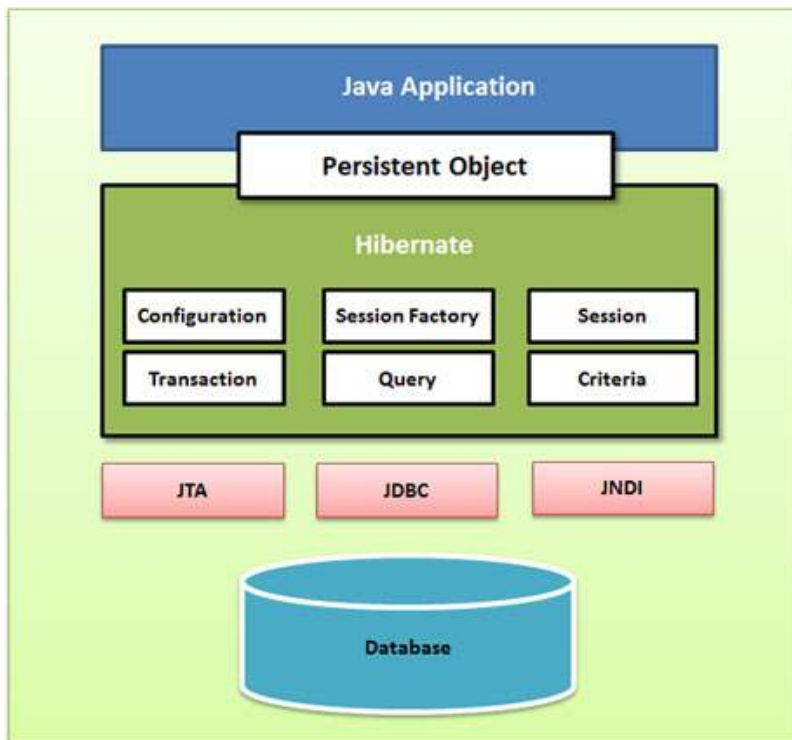 Java Application
Persistent Object
Hibernate
Configuration
Session Factory
Session
Transaction
Query
Criteria
JTA
JDBC
JNDI
Database